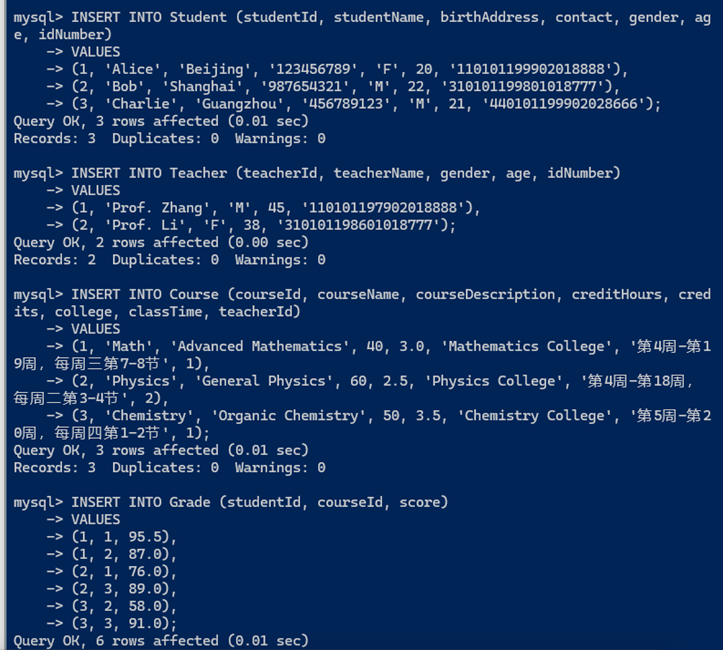 mysql> INSERT INTO Student (studentId, studentName, birthAddress, contact, gender, ag
e, idNumber)
-> VALUES
-> (1, 'Alice', 'Beijing', '123456789', 'F', 20, '110101199902018888'),
-> (2, 'Bob', 'Shanghai', '987654321', 'M', 22, '310101199801018777'),
-> (3, 'Charlie', 'Guangzhou', '456789123', 'M', 21, '440101199902028666');
Query OK, 3 rows affected (0.01 sec)
Records: 3  Duplicates: 0  Warnings: 0
mysql> INSERT INTO Teacher (teacherId, teacherName, gender, age, idNumber)
-> VALUES
-> (1, 'Prof. Zhang', 'M', 45, '110101197902018888'),
-> (2, 'Prof. Li', 'F', 38, '310101198601018777');
Query OK, 2 rows affected (0.00 sec)
Records: 2  Duplicates: 0  Warnings: 0
mysql> INSERT INTO Course (courseId, courseName, courseDescription, creditHours, cred
its, college, classTime, teacherId)
-> VALUES
-> (1, 'Math', 'Advanced Mathematics', 40, 3.0, 'Mathematics College', '第4周-第1
9周，每周三第7-8节', 1),
-> (2, 'Physics', 'General Physics', 60, 2.5, 'Physics College', '第4周-第18周，
每周二第3-4节', 2),
-> (3, 'Chemistry', 'Organic Chemistry', 50, 3.5, 'Chemistry College', '第5周-第2
0周，每周四第1-2节', 1);
Query OK, 3 rows affected (0.01 sec)
Records: 3  Duplicates: 0  Warnings: 0
mysql> INSERT INTO Grade (studentId, courseId, score)
-> VALUES
-> (1, 1, 95.5),
-> (1, 2, 87.0),
-> (2, 1, 76.0),
-> (2, 3, 89.0),
-> (3, 2, 58.0),
-> (3, 3, 91.0);
Query OK, 6 rows affected (0.01 sec)